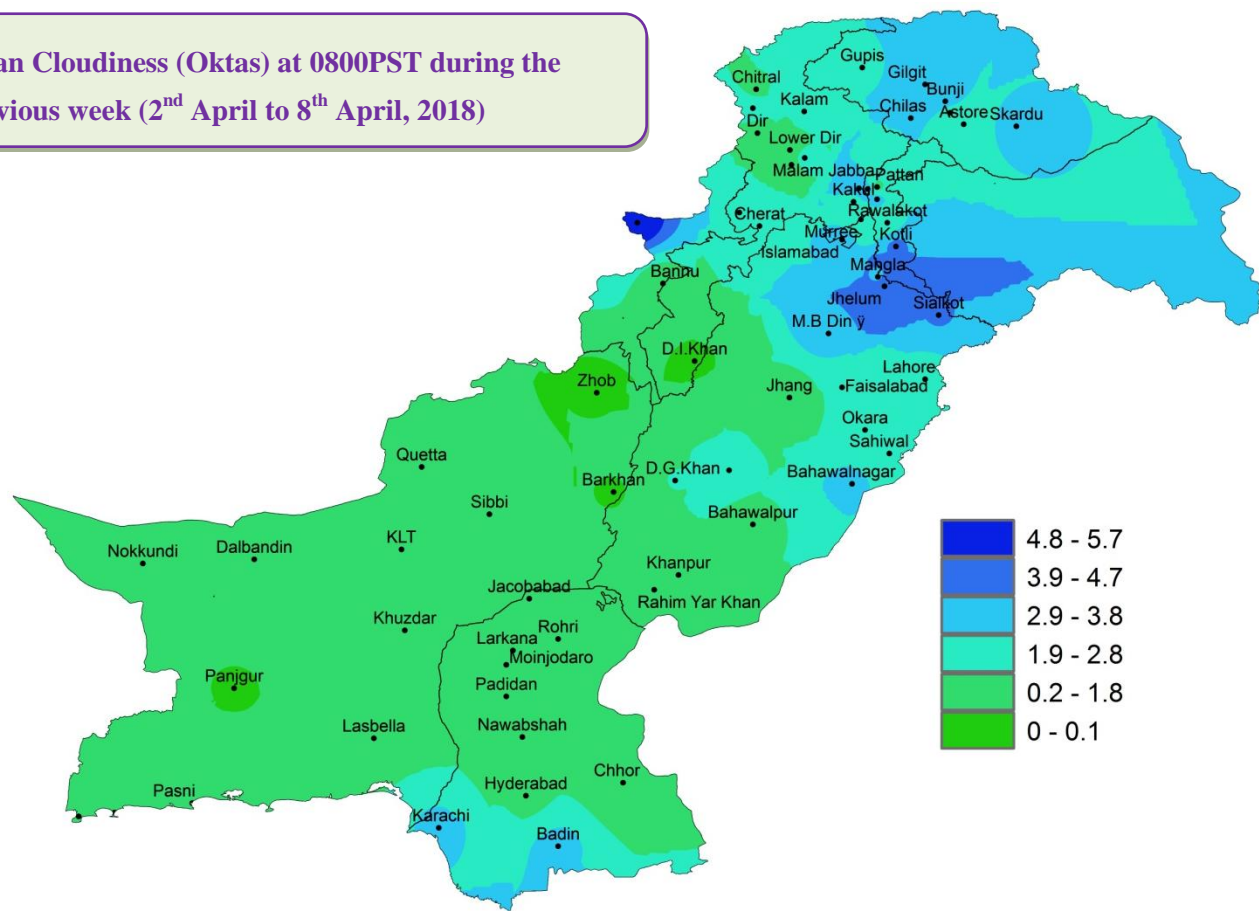 an Cloudiness (Oktas) at 0800PST during the
vious week (2nd April to 8th April, 2018)
Gupis
Chitral
Gilgit
Bunji
Kalam
Chilas
Astore
Skardu
Dir
Lower Dir
Malam Jabba
Pattan
Kakul
Cherat
Rawalakot
Murree
Kotli
Islamabad
Bannu
Mangla
Jhelum
Sialkot
M.B Din ÿ
D.I.Khan
Lahore
Zhob
Jhang
Faisalabad
Okara
Sahiwal
Quetta
D.G.Khan
Bahawalnagar
Barkhan
Sibbi
Bahawalpur
KLT
Nokkundi
Dalbandin
Khanpur
Jacobabad
Rahim Yar Khan
Khuzdar
Rohri
Larkana
Moinjodaro
Panjgur
Padidan
Lasbella
Nawabshah
Chhor
Pasni
Hyderabad
Karachi
Badin
4.8 - 5.7
3.9 - 4.7
2.9 - 3.8
1.9 - 2.8
0.2 - 1.8
0 - 0.1